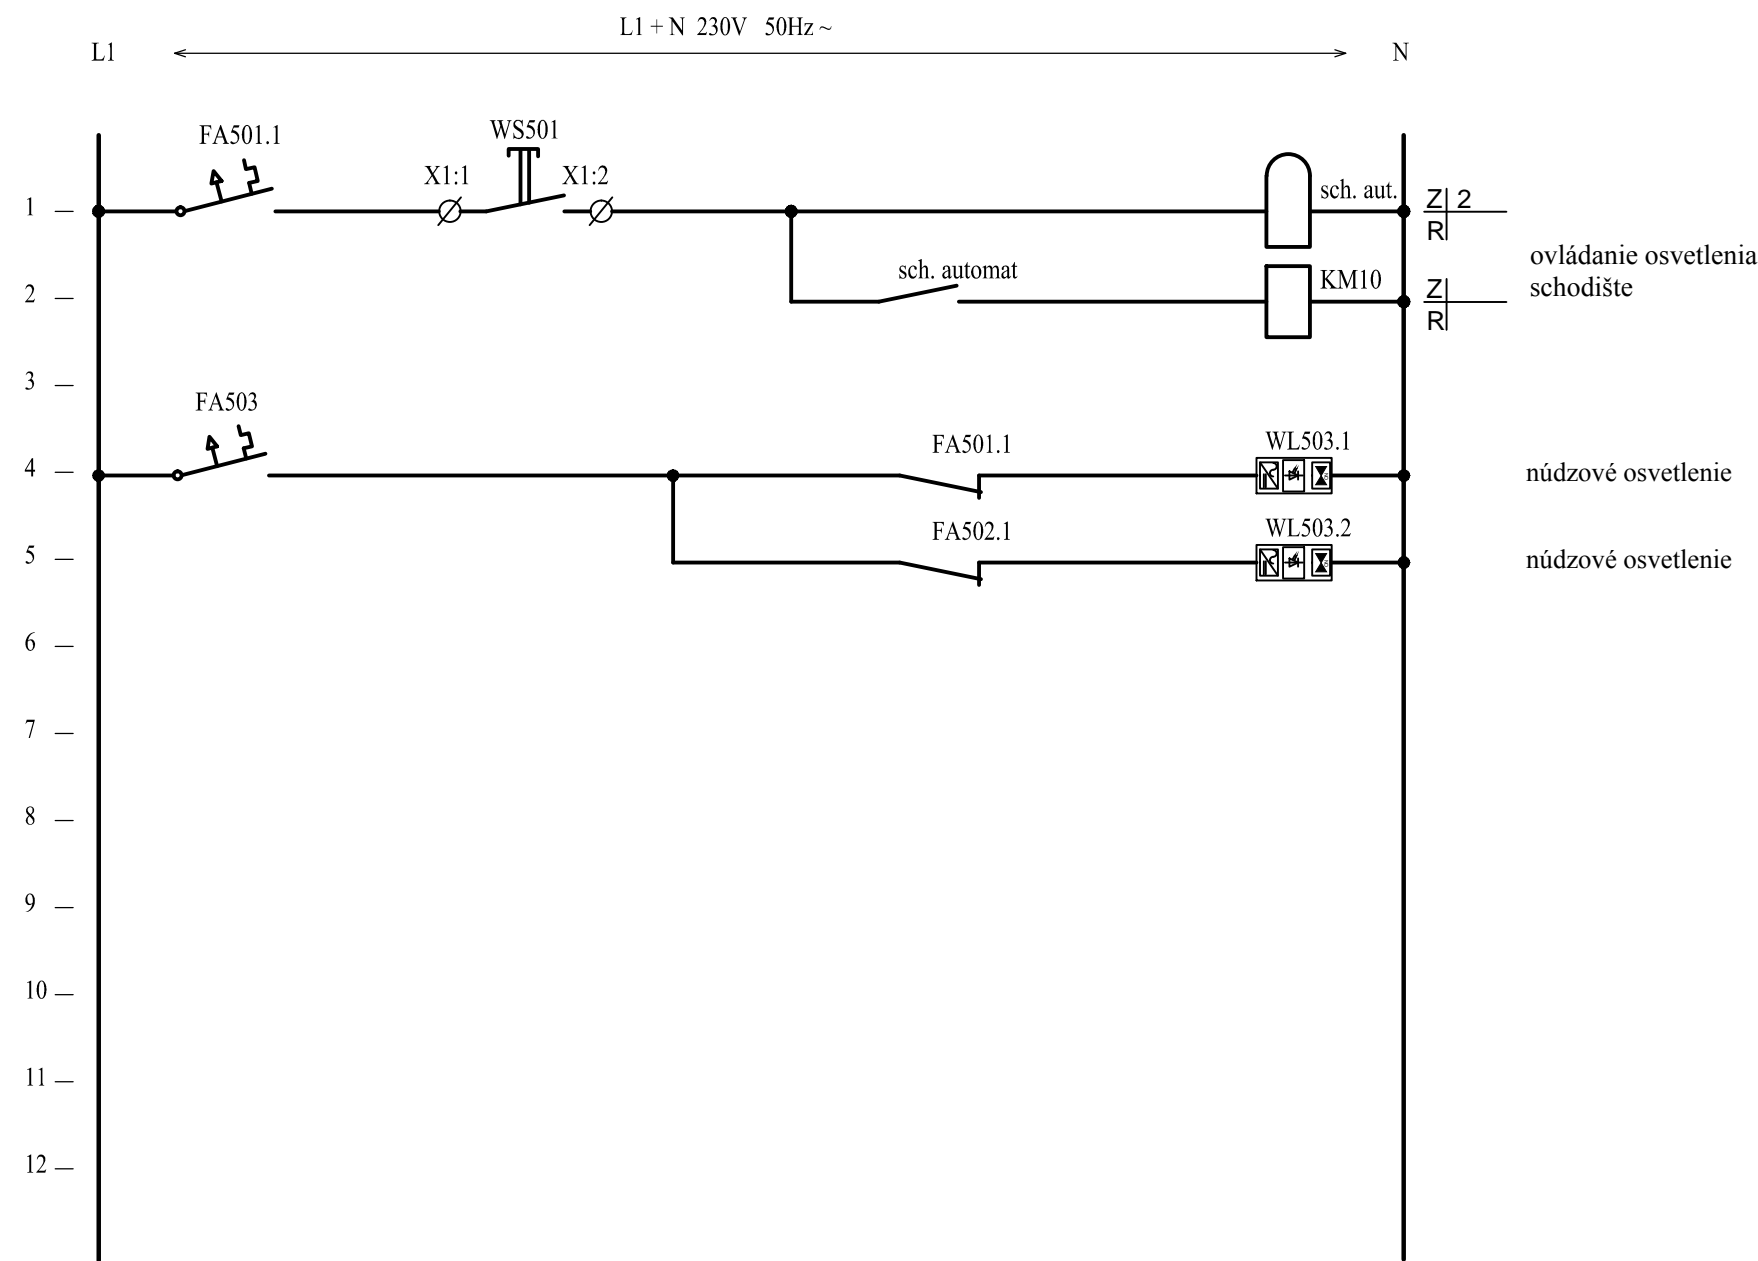 L1 + N 230V 50Hz ~
L1
N
FA501.1
WS501
X1:1
X1:2
sch. aut.
1
Z 2
R
ovládanie osvetlenia
schodište
sch. automat
KM10
2
Z
R
3
FA503
4
FA501.1
WL503.1
núdzové osvetlenie
5
FA502.1
WL503.2
núdzové osvetlenie
6
7
8
9
10
11
12